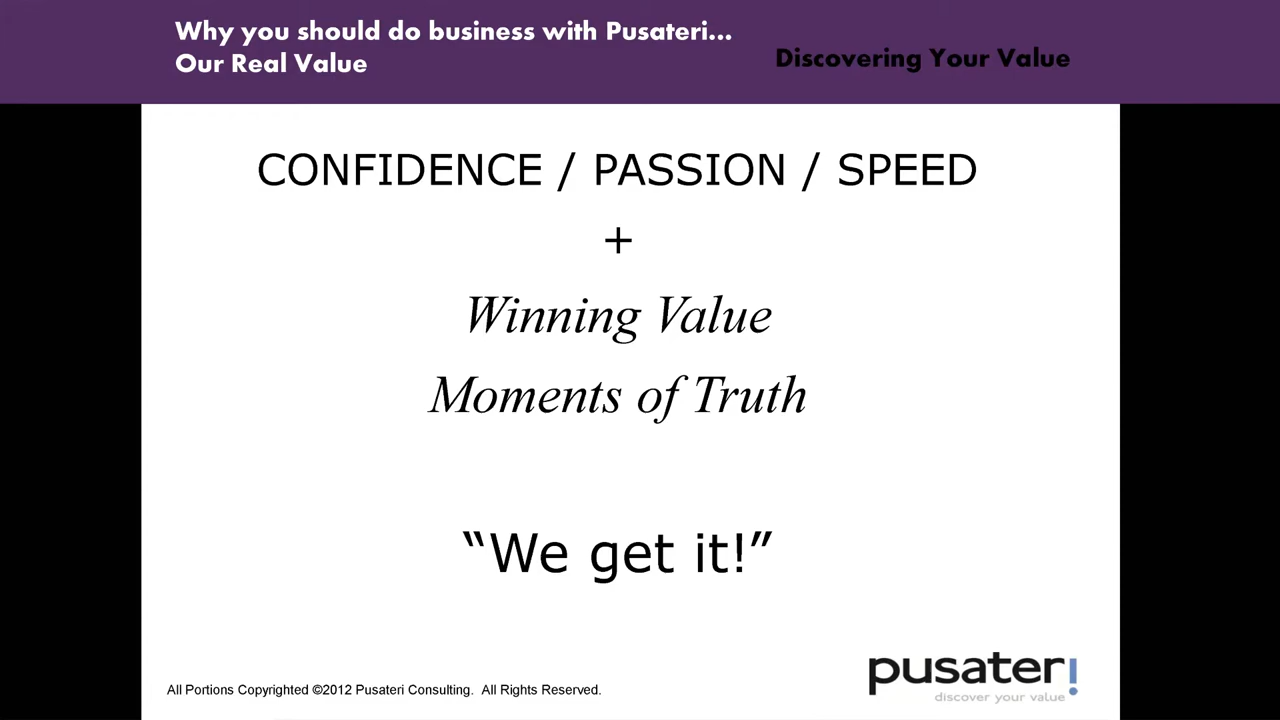 Why you should do business with Pusateri...
Our Real Value
Discovering Your Value
CONFIDENCE / PASSION / SPEED
+
Winning Value
Moments of Truth
“We get it!”
All Portions Copyrighted ©2012 Pusateri Consulting.  All Rights Reserved.
pusateri
discover your value